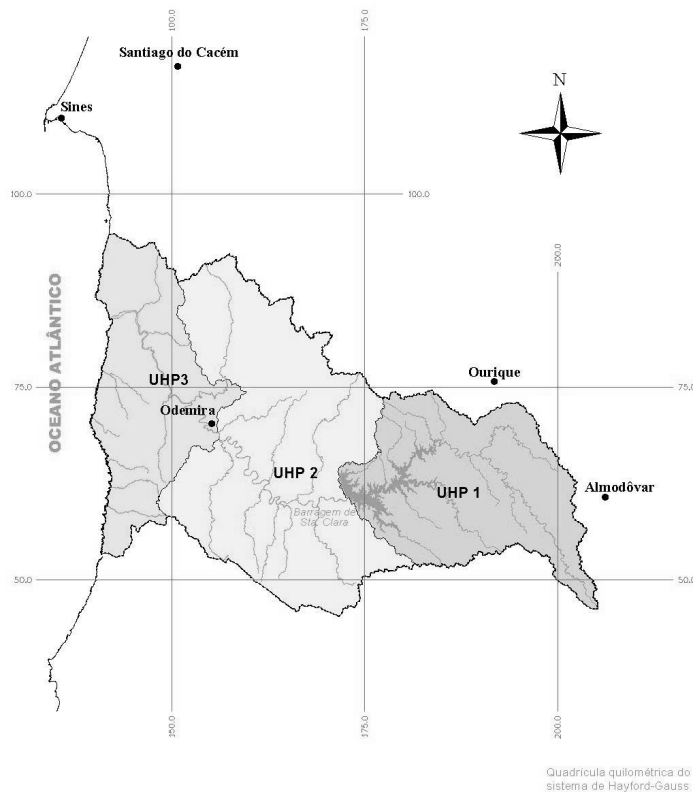 100.0
175.0
Santiago do Cacém
Sines
N
100.0
100.0
200.0
OCEANO ATLÂNTICO
Ourique
75.0
75.0
UHP3
Odemira
UHP 2
UHP 1
Almodôvar
Barragem de
Sta. Clara
50.0
50.0
150.0
175.0
200.0
Quadrícula quilométrica do
sistema de Hayford-Gauss